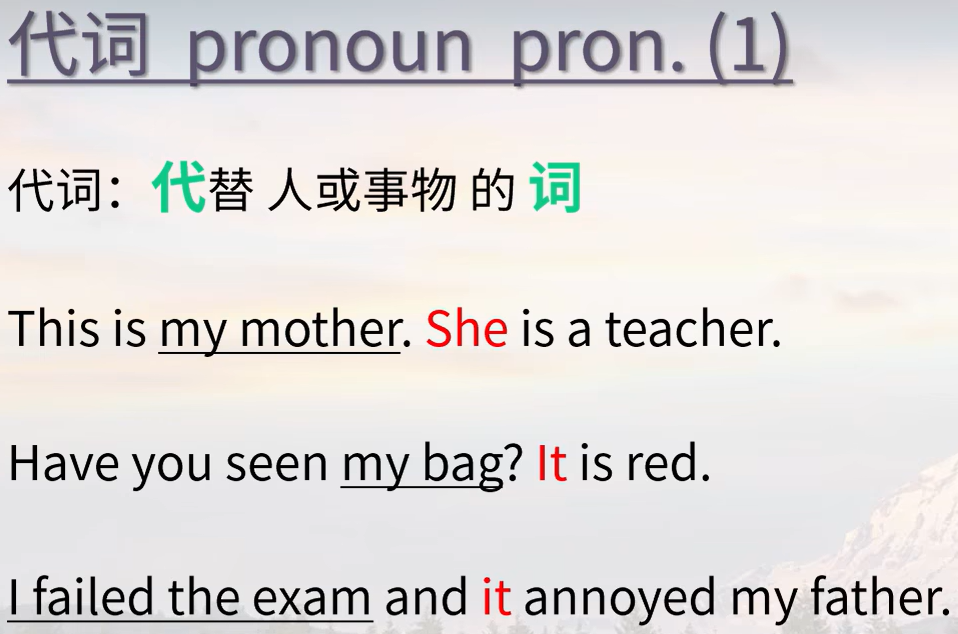 代词 pronoun pron. (1)
代词：代替 人或事物 的 词
This is my mother. She is a teacher.
Have you seen my bag? It is red.
I failed the exam and it annoyed my father.